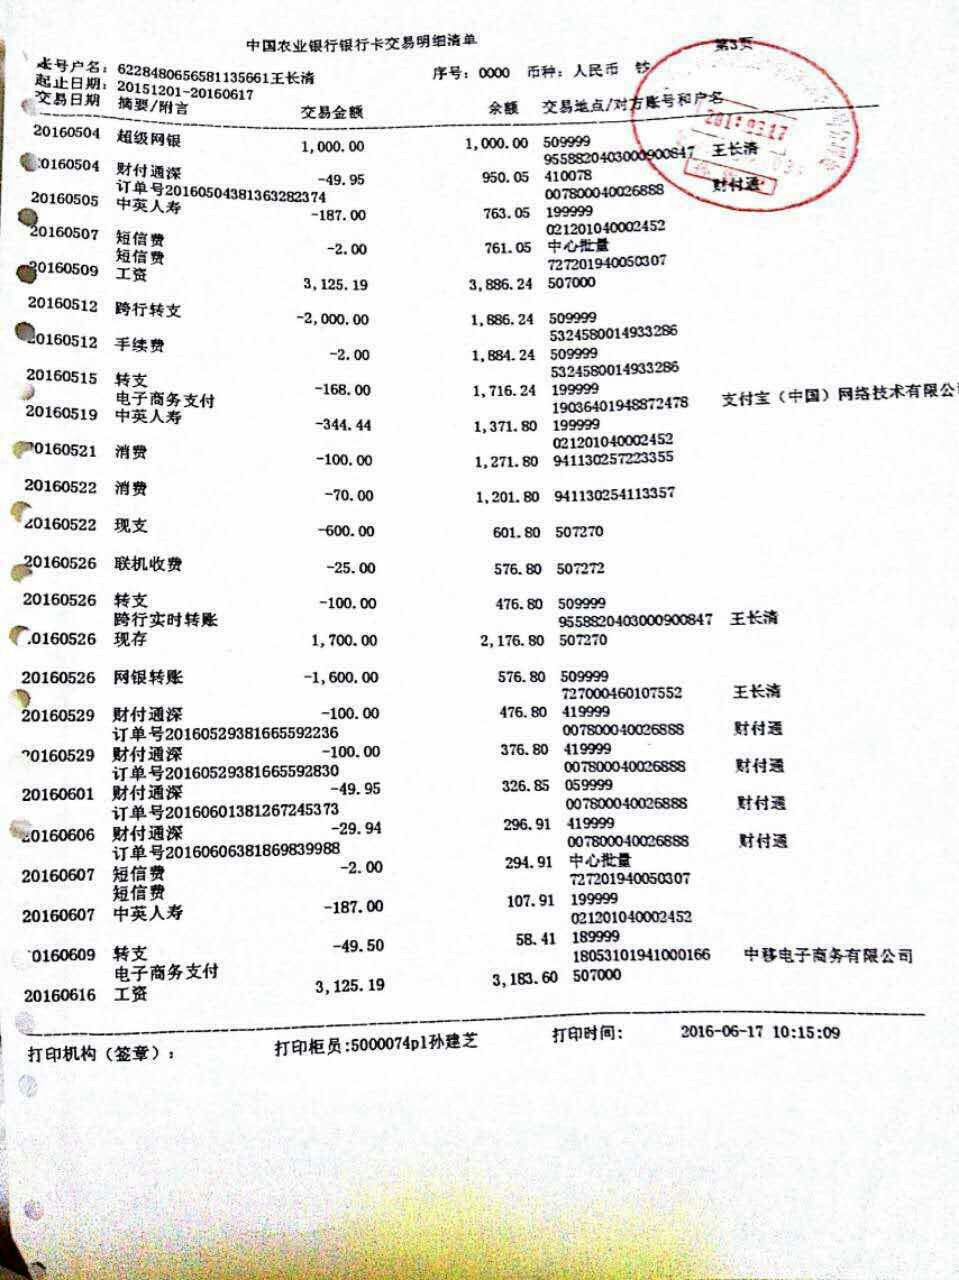 中国农业银行银行卡交易明细清单 第3页
账号户名: 6228480656581135661王长清 序号: 0000 币种: 人民币 钞
起止日期: 20151201-20160617
交易日期 摘要/附言 交易金额 余额 交易地点/对方账号和户名
20160504 超级网银 1,000.00 1,000.00 509999
9558820403000900847 王长清
20160504 财付通深 -49.95 950.05 410078
订单号20160504381363282374 007800040026888 财付通
20160505 中英人寿 -187.00 763.05 199999
021201040002452
20160507 短信费 -2.00 761.05 中心批量
短信费 727201940050307
20160509 工资 3,125.19 3,886.24 507000
20160512 跨行转支 -2,000.00 1,886.24 509999
5324580014933286
20160512 手续费 -2.00 1,884.24 509999
5324580014933286
20160515 转支 -168.00 1,716.24 199999
电子商务支付 19036401948872478 支付宝（中国）网络技术有限公
20160519 中英人寿 -344.44 1,371.80 199999
021201040002452
20160521 消费 -100.00 1,271.80 941130257223355
20160522 消费 -70.00 1,201.80 941130254113357
20160522 现支 -600.00 601.80 507270
20160526 联机收费 -25.00 576.80 507272
20160526 转支 -100.00 476.80 509999
跨行实时转账 9558820403000900847 王长清
20160526 现存 1,700.00 2,176.80 507270
20160526 网银转账 -1,600.00 576.80 509999
727000460107552 王长清
20160529 财付通深 -100.00 476.80 419999
订单号20160529381665592236 007800040026888 财付通
20160529 财付通深 -100.00 376.80 419999
订单号20160529381665592830 007800040026888 财付通
20160601 财付通深 -49.95 326.85 059999
订单号20160601381267245373 007800040026888 财付通
20160606 财付通深 -29.94 296.91 419999
订单号20160606381869839988 007800040026888 财付通
20160607 短信费 -2.00 294.91 中心批量
短信费 727201940050307
20160607 中英人寿 -187.00 107.91 199999
021201040002452
20160609 转支 -49.50 58.41 189999
电子商务支付 18053101941000166 中移电子商务有限公司
20160616 工资 3,125.19 3,183.60 507000
打印机构（签章）: 打印柜员:5000074pl孙建芝 打印时间: 2016-06-17 10:15:09